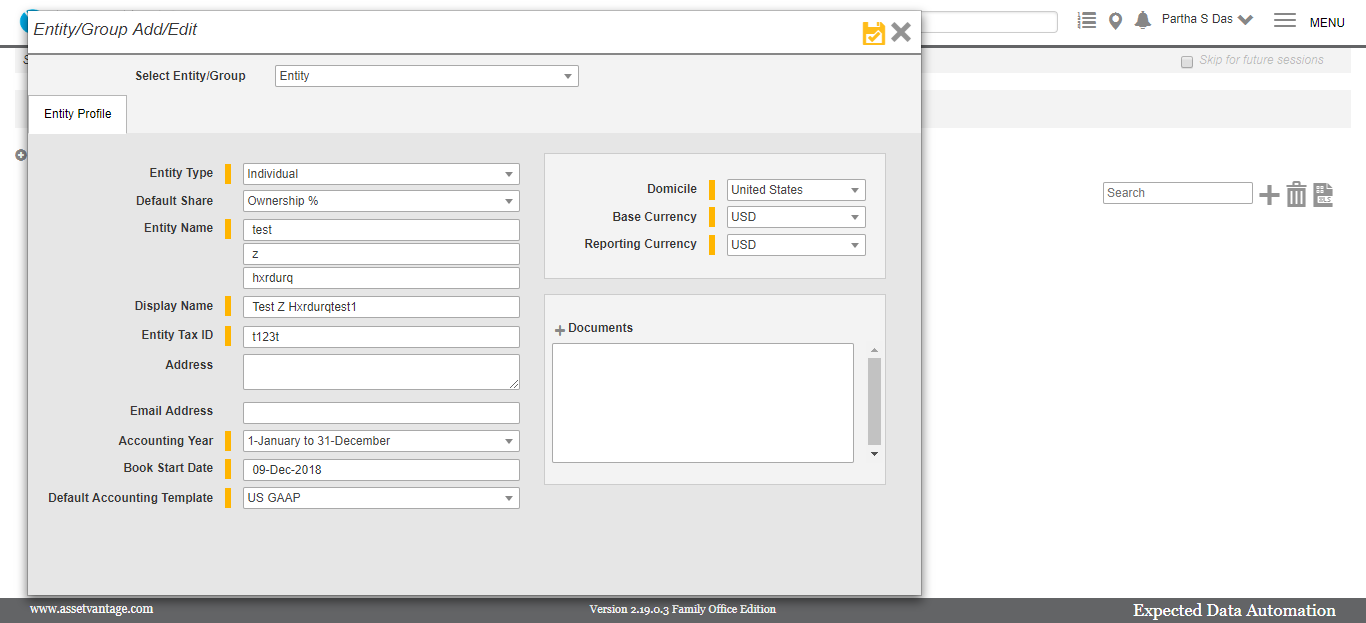 Entity/Group Add/Edit
Partha S Das
MENU
Select Entity/Group Entity
Skip for future sessions
Entity Profile
Entity Type Individual
Default Share Ownership %
Entity Name test
z
hxrdurq
Display Name Test Z Hxrdurqtest1
Entity Tax ID t123t
Address
Email Address
Accounting Year 1-January to 31-December
Book Start Date 09-Dec-2018
Default Accounting Template US GAAP
Domicile United States
Base Currency USD
Reporting Currency USD
Documents
Search
XLS
www.assetvantage.com
Version 2.19.0.3 Family Office Edition
Expected Data Automation